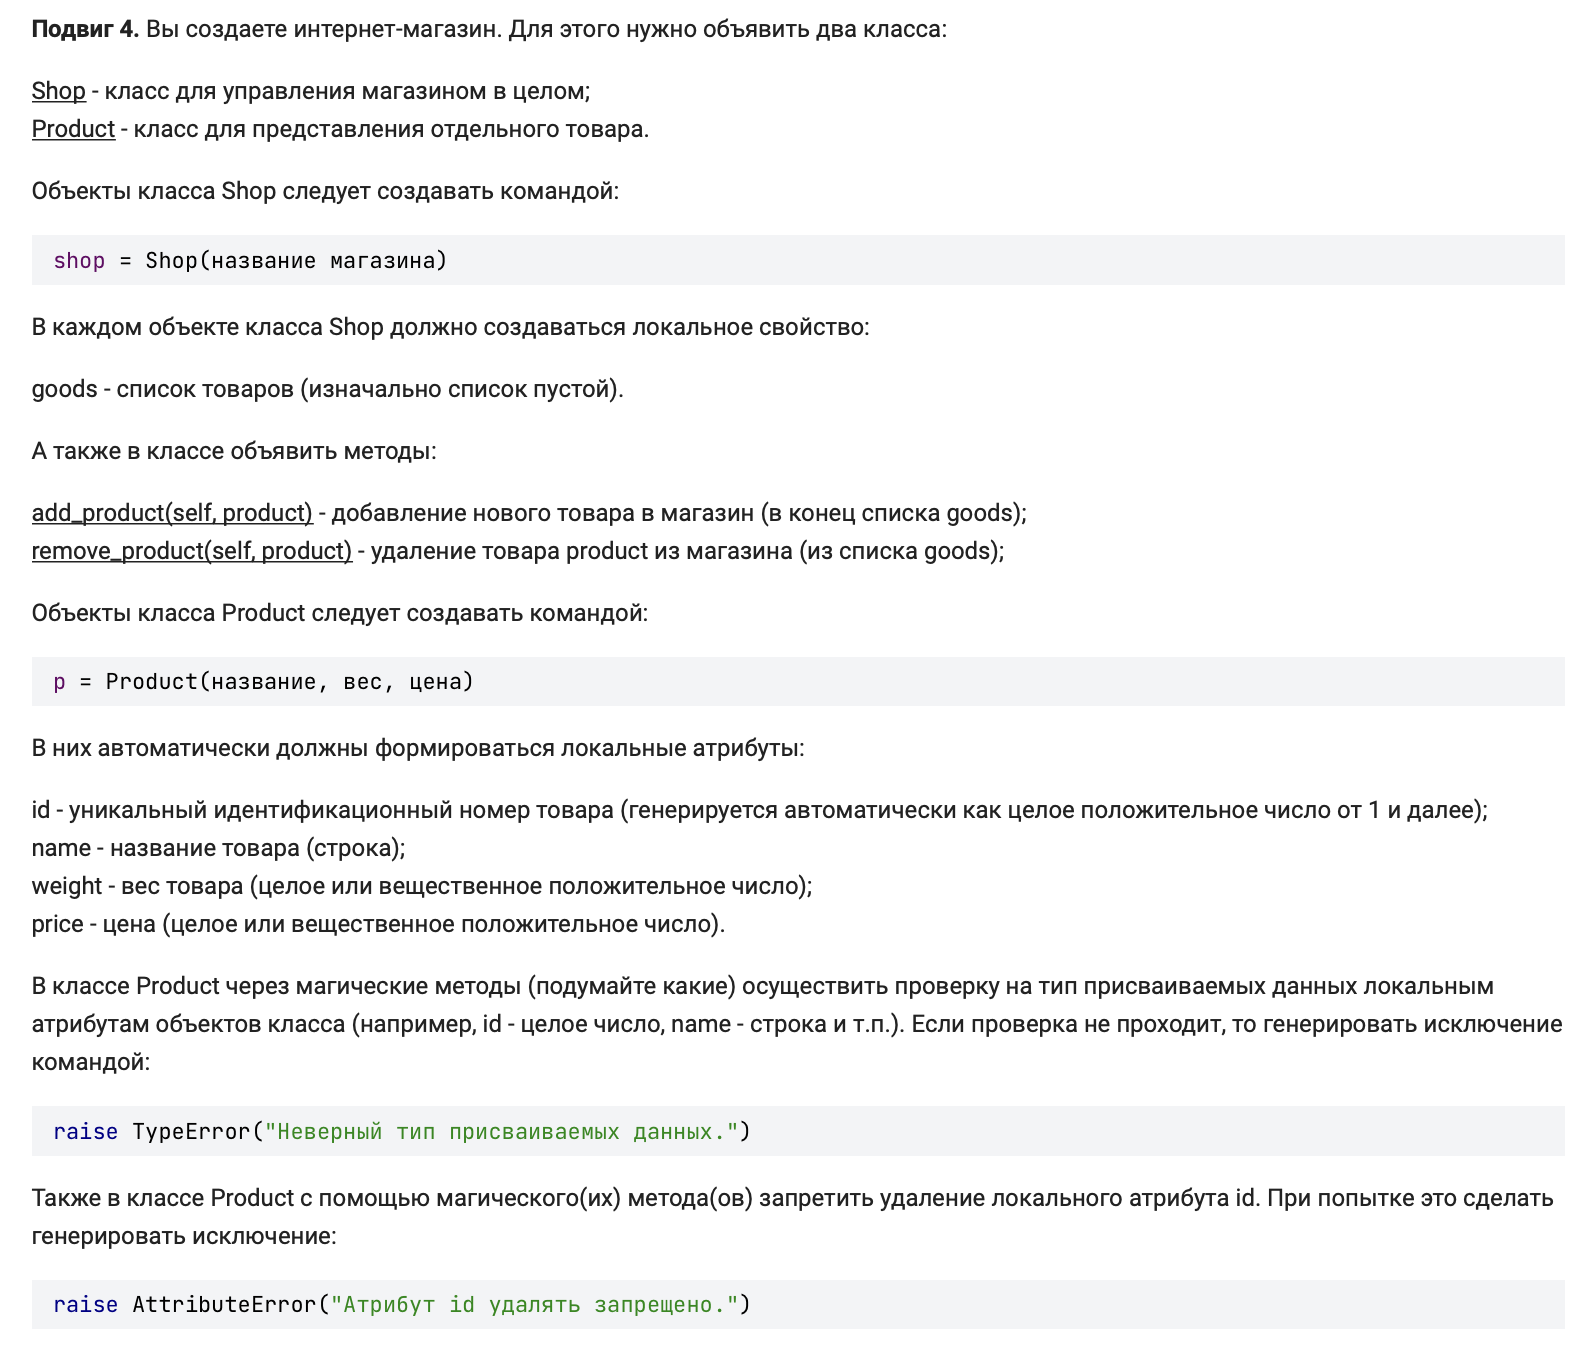 Подвиг 4. Вы создаете интернет-магазин. Для этого нужно объявить два класса:
Shop - класс для управления магазином в целом;
Product - класс для представления отдельного товара.
Объекты класса Shop следует создавать командой:
shop = Shop(название магазина)
В каждом объекте класса Shop должно создаваться локальное свойство:
goods - список товаров (изначально список пустой).
А также в классе объявить методы:
add_product(self, product) - добавление нового товара в магазин (в конец списка goods);
remove_product(self, product) - удаление товара product из магазина (из списка goods);
Объекты класса Product следует создавать командой:
p = Product(название, вес, цена)
В них автоматически должны формироваться локальные атрибуты:
id - уникальный идентификационный номер товара (генерируется автоматически как целое положительное число от 1 и далее);
name - название товара (строка);
weight - вес товара (целое или вещественное положительное число);
price - цена (целое или вещественное положительное число).
В классе Product через магические методы (подумайте какие) осуществить проверку на тип присваиваемых данных локальным
атрибутам объектов класса (например, id - целое число, name - строка и т.п.). Если проверка не проходит, то генерировать исключение
командой:
raise TypeError("Неверный тип присваиваемых данных.")
Также в классе Product с помощью магического(их) метода(ов) запретить удаление локального атрибута id. При попытке это сделать
генерировать исключение:
raise AttributeError("Атрибут id удалять запрещено.")